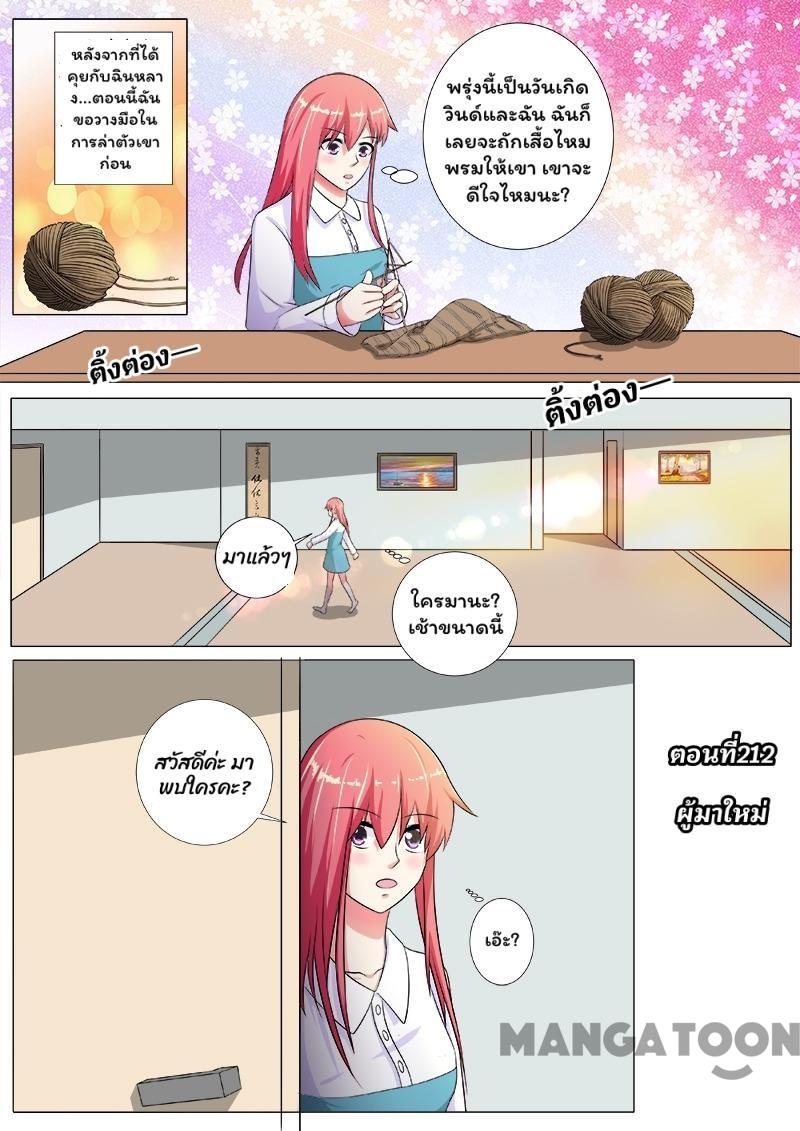 หลังจากที่ได้
คุยกับฉินหลา
ง...ตอนนี้ฉัน
ขอวางมือใน
การล่าตัวเขา
ก่อน
พรุ่งนี้เป็นวันเกิด
วินด์และฉัน ฉันก็
เลยจะถักเสื้อไหม
พรมให้เขา เขาจะ
ดีใจไหมนะ?
ติ้งต่อง—
ติ้งต่อง—
มาแล้วๆ
ใครมานะ?
เช้าขนาดนี้
สวัสดีค่ะ มา
พบใครคะ?
ตอนที่212
ผู้มาใหม่
เอ๊ะ?
MANGATOON